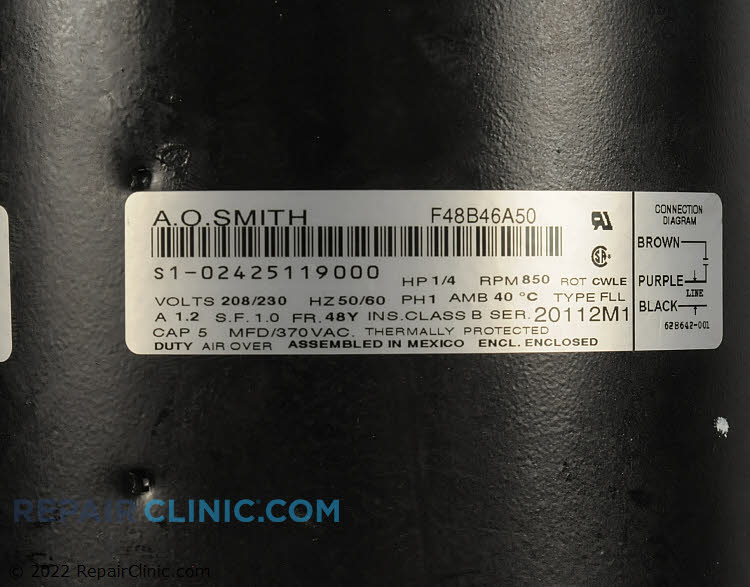 A.O.SMITH F48B46A50
S1-02425119000
HP 1/4 RPM 850 ROT CWLE
VOLTS 208/230 HZ 50/60 PH 1 AMB 40 °C TYPE FLL
A 1.2 S.F. 1.0 FR. 48Y INS.CLASS B SER. 20112M1
CAP 5 MFD/370VAC. THERMALLY PROTECTED
DUTY AIR OVER ASSEMBLED IN MEXICO ENCL. ENCLOSED
CONNECTION
DIAGRAM
BROWN
PURPLE
LINE
BLACK
628642-001
REPAIRCLINIC.COM
© 2022 RepairClinic.com